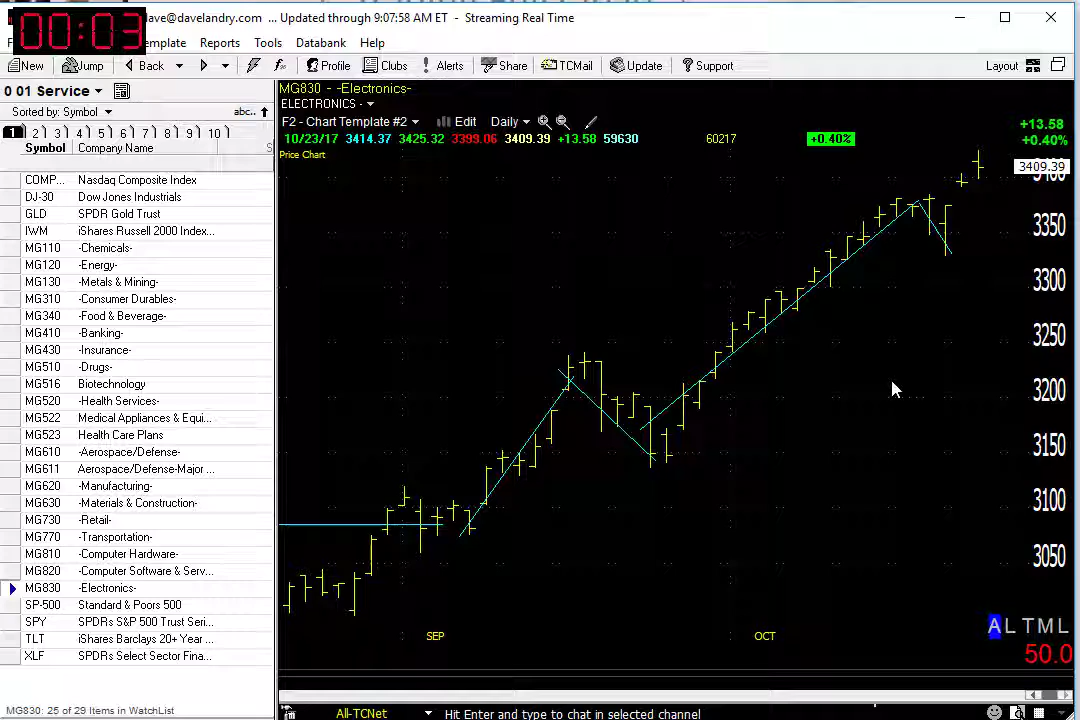 00:03
dave@davelandry.com ... Updated through 9:07:58 AM ET - Streaming Real Time
Template Reports Tools Databank Help
New Jump Back Profile Clubs Alerts Share TCMail Update Support Layout
0 01 Service
Sorted by: Symbol abc..
1 2 3 4 5 6 7 8 9 10
Symbol Company Name S
COMP... Nasdaq Composite Index
DJ-30 Dow Jones Industrials
GLD SPDR Gold Trust
IWM iShares Russell 2000 Index...
MG110 -Chemicals-
MG120 -Energy-
MG130 -Metals & Mining-
MG310 -Consumer Durables-
MG340 -Food & Beverage-
MG410 -Banking-
MG430 -Insurance-
MG510 -Drugs-
MG516 Biotechnology
MG520 -Health Services-
MG522 Medical Appliances & Equi...
MG523 Health Care Plans
MG610 -Aerospace/Defense-
MG611 Aerospace/Defense-Major ...
MG620 -Manufacturing-
MG630 -Materials & Construction-
MG730 -Retail-
MG770 -Transportation-
MG810 -Computer Hardware-
MG820 -Computer Software & Serv...
MG830 -Electronics-
SP-500 Standard & Poors 500
SPY SPDRs S&P 500 Trust Seri...
TLT iShares Barclays 20+ Year ...
XLF SPDRs Select Sector Fina...
MG830: 25 of 29 Items in WatchList
MG830 - -Electronics-
ELECTRONICS -
F2 - Chart Template #2 Edit Daily
10/23/17 3414.37 3425.32 3399.06 3409.39 +13.58 59630 60217 +0.40%
Price Chart
+13.58
+0.40%
3409.39
3400
3350
3300
3250
3200
3150
3100
3050
SEP OCT
A L T M L
50.0
All-TCNet Hit Enter and type to chat in selected channel